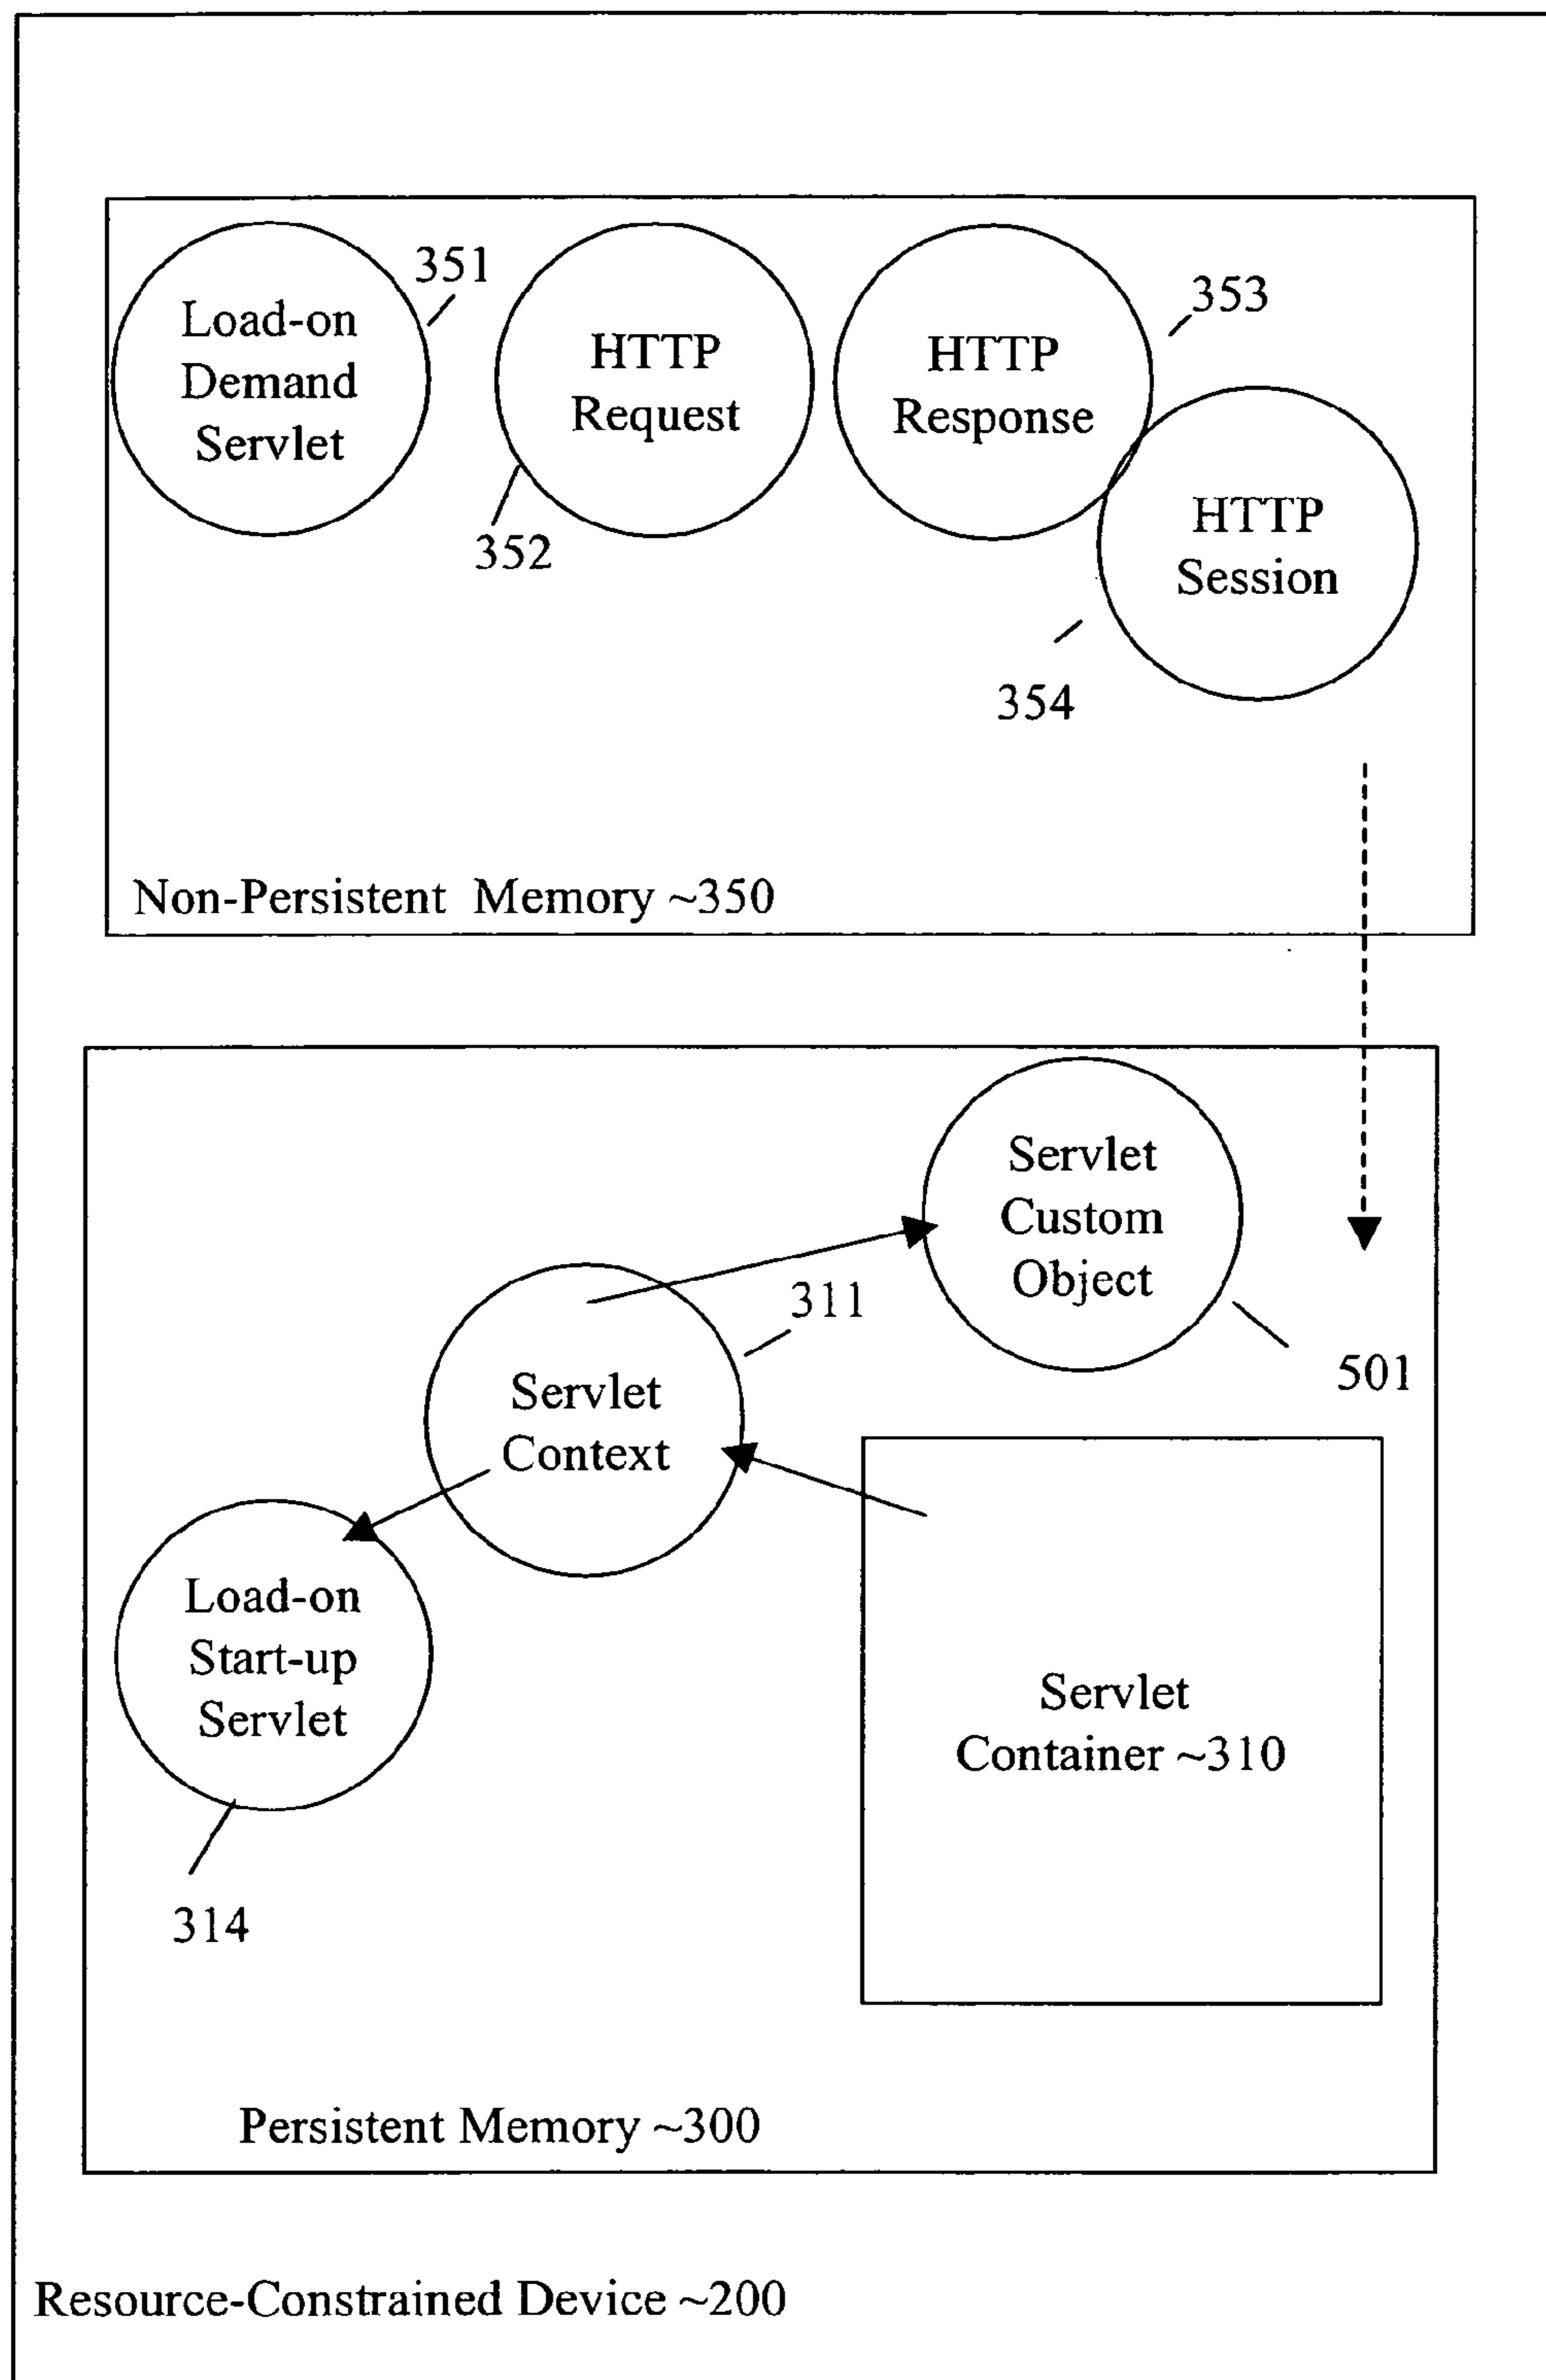 Load-on
Demand
Servlet
351
HTTP
Request
352
HTTP
Response
353
HTTP
Session
354
Non-Persistent Memory ~350
Servlet
Custom
Object
501
311
Servlet
Context
Load-on
Start-up
Servlet
314
Servlet
Container ~310
Persistent Memory ~300
Resource-Constrained Device ~200